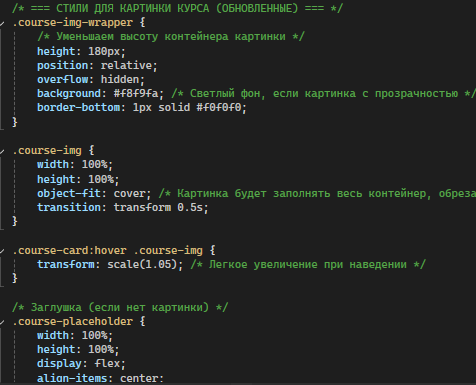 /* === СТИЛИ ДЛЯ КАРТИНКИ КУРСА (ОБНОВЛЕННЫЕ) === */
.course-img-wrapper {
/* Уменьшаем высоту контейнера картинки */
height: 180px;
position: relative;
overflow: hidden;
background: #f8f9fa; /* Светлый фон, если картинка с прозрачностью */
border-bottom: 1px solid #f0f0f0;
}
.course-img {
width: 100%;
height: 100%;
object-fit: cover; /* Картинка будет заполнять весь контейнер, обреза
transition: transform 0.5s;
}
.course-card:hover .course-img {
transform: scale(1.05); /* Легкое увеличение при наведении */
}
/* Заглушка (если нет картинки) */
.course-placeholder {
width: 100%;
height: 100%;
display: flex;
align-items: center;